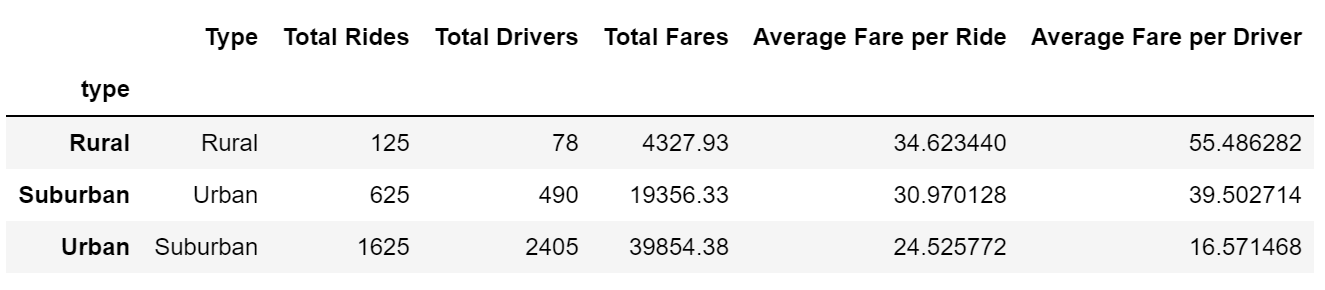 Type Total Rides Total Drivers Total Fares Average Fare per Ride Average Fare per Driver
type
Rural Rural 125 78 4327.93 34.623440 55.486282
Suburban Urban 625 490 19356.33 30.970128 39.502714
Urban Suburban 1625 2405 39854.38 24.525772 16.571468